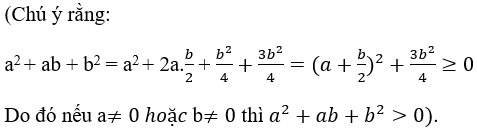 (Chú ý rằng:
a² + ab + b² = a² + 2a.b/2 + b²/4 + 3b²/4 = (a + b/2)² + 3b²/4 ≥ 0
Do đó nếu a≠ 0 hoặc b≠ 0 thì a² + ab + b² > 0).